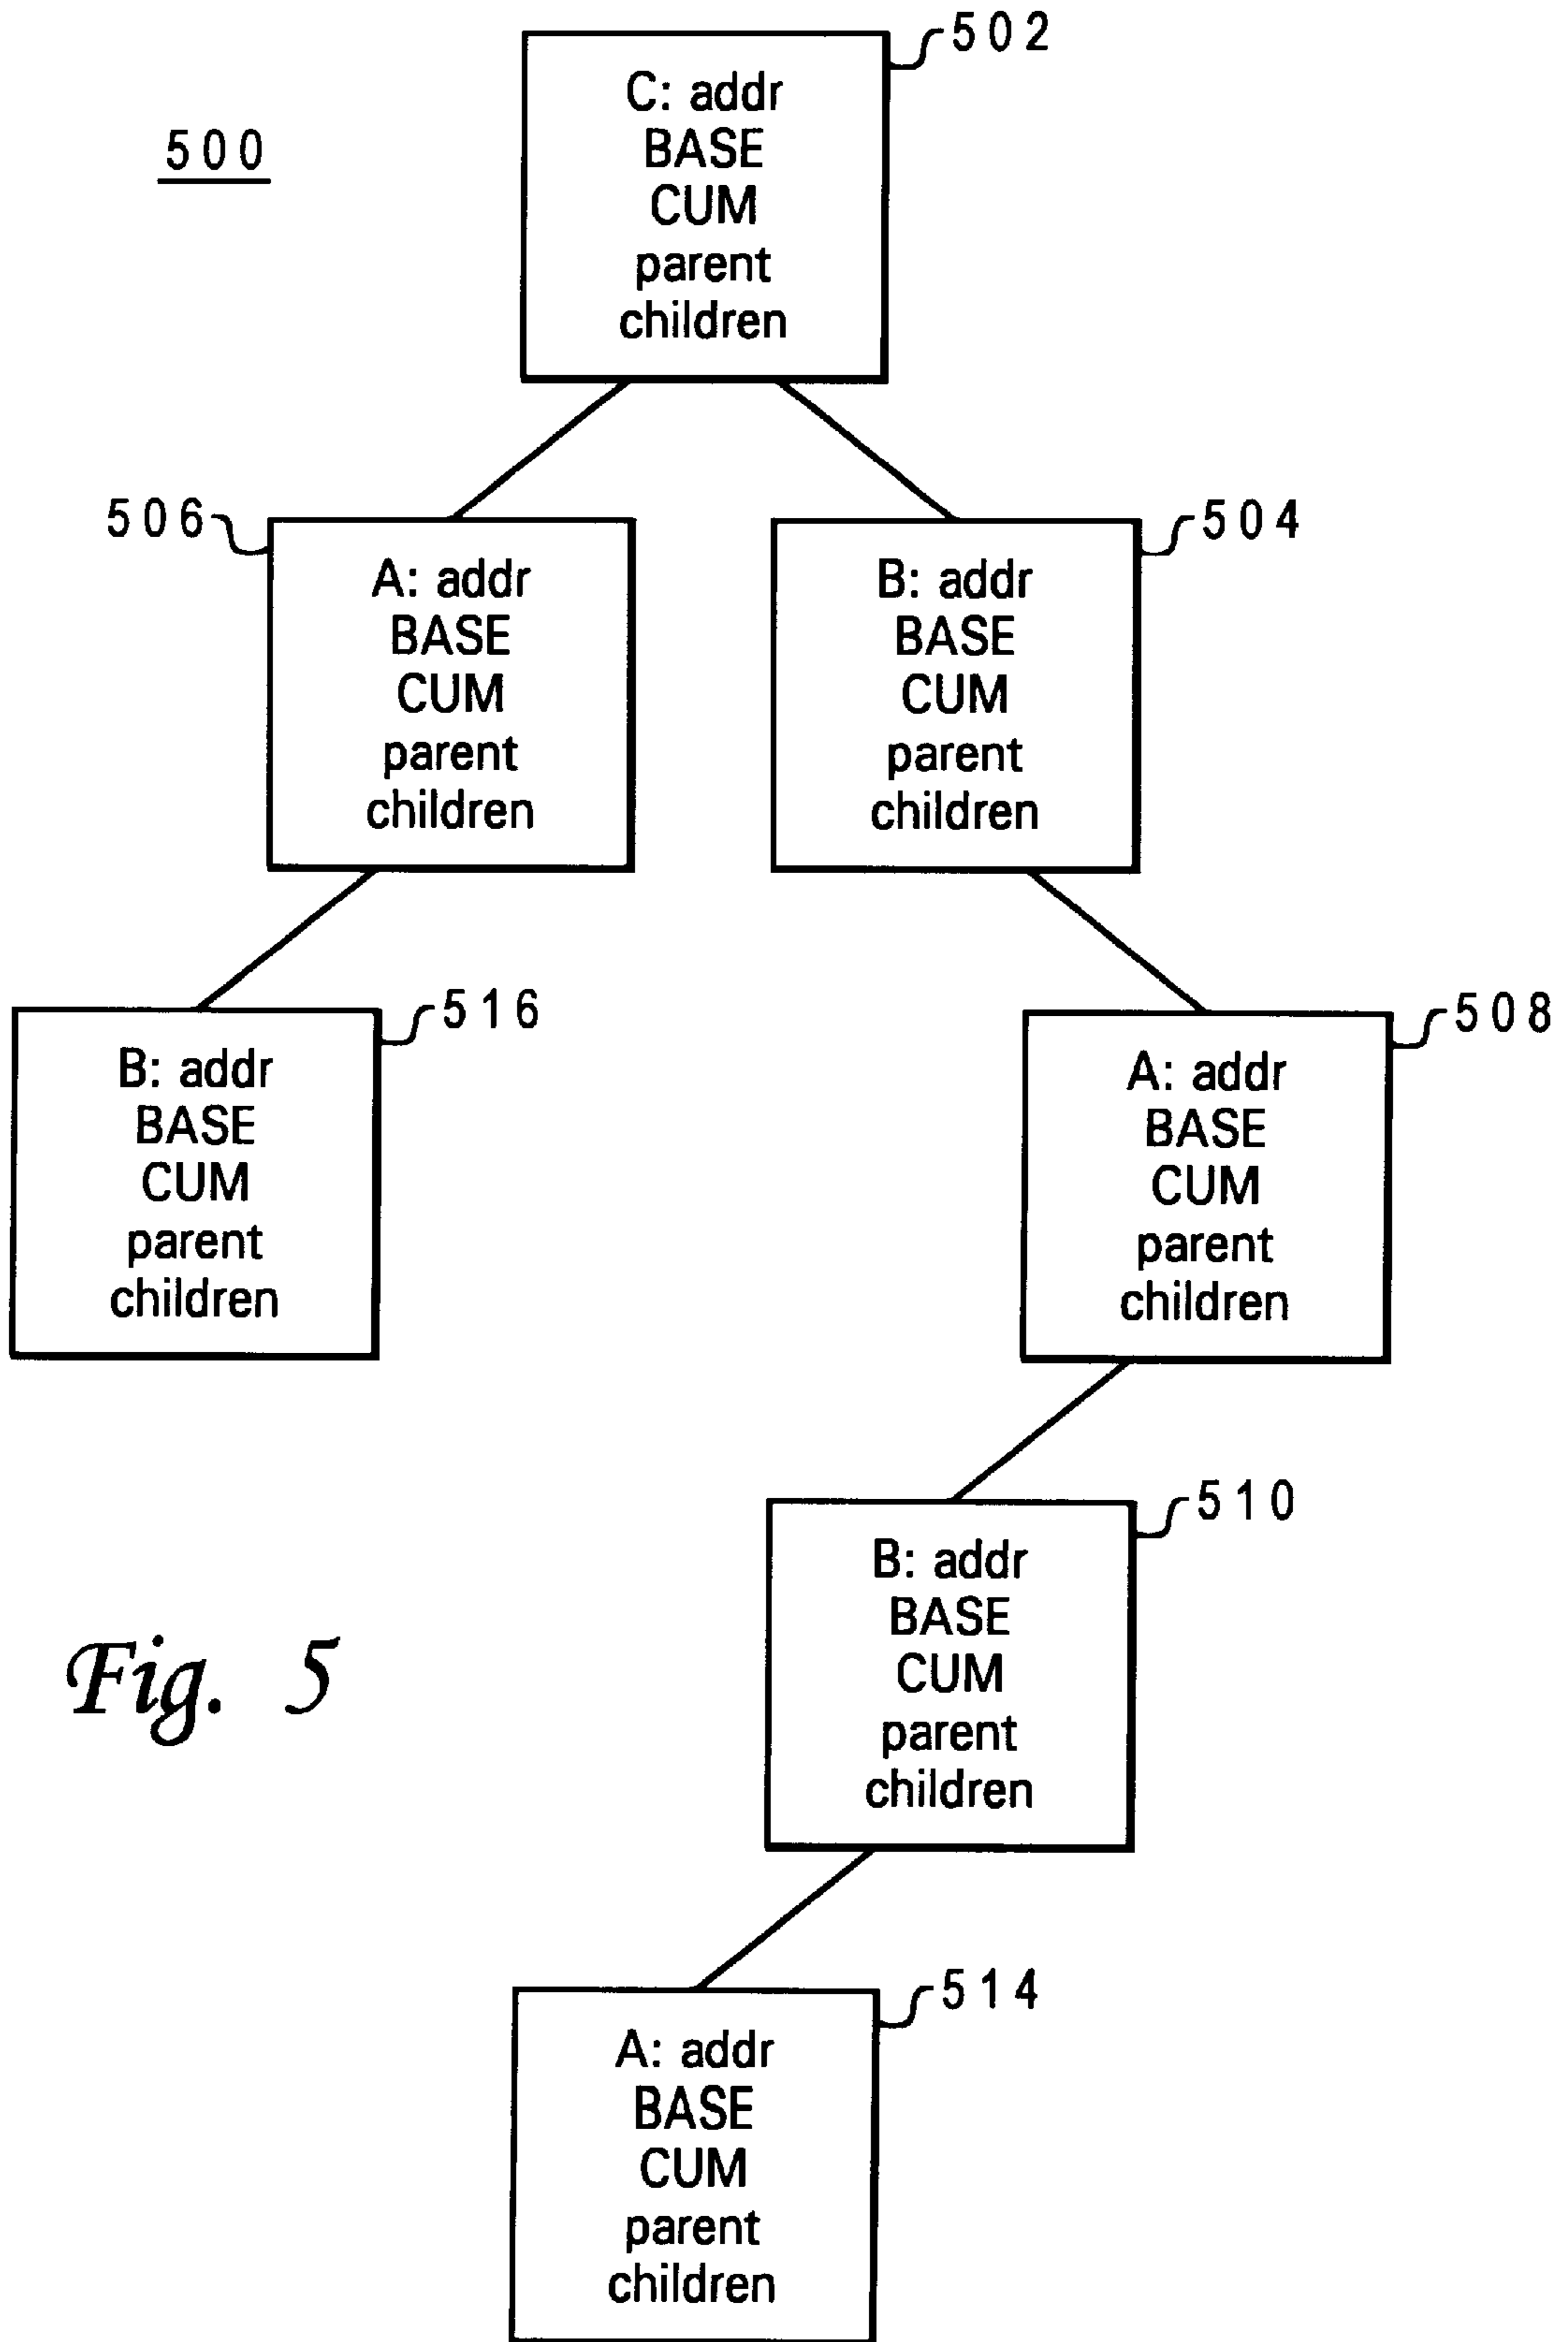 502
500
C: addr
BASE
CUM
parent
children
506
A: addr
BASE
CUM
parent
children
504
B: addr
BASE
CUM
parent
children
516
B: addr
BASE
CUM
parent
children
508
A: addr
BASE
CUM
parent
children
510
B: addr
BASE
CUM
parent
children
Fig. 5
514
A: addr
BASE
CUM
parent
children